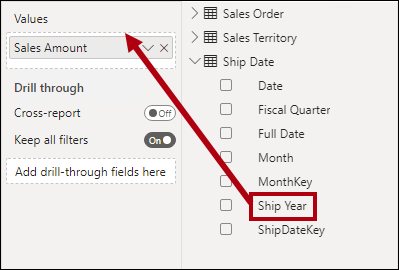 Values
Sales Amount
Drill through
Cross-report
Off
Keep all filters
On
Add drill-through fields here
Sales Order
Sales Territory
Ship Date
Date
Fiscal Quarter
Full Date
Month
MonthKey
Ship Year
ShipDateKey